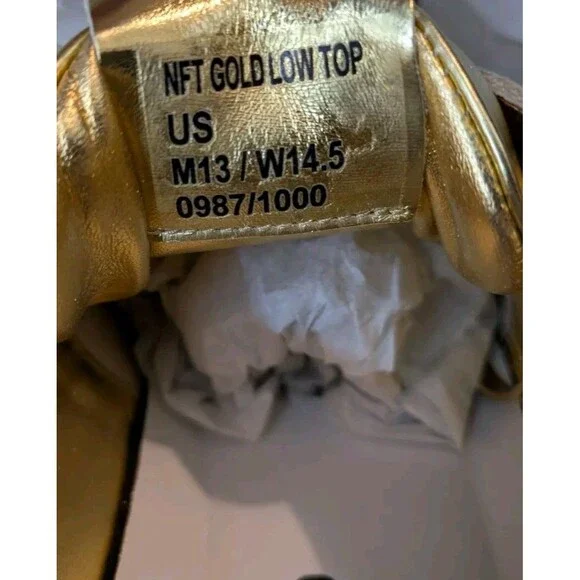 NFT GOLD LOW TOP
US
M13 / W14.5
0987/1000